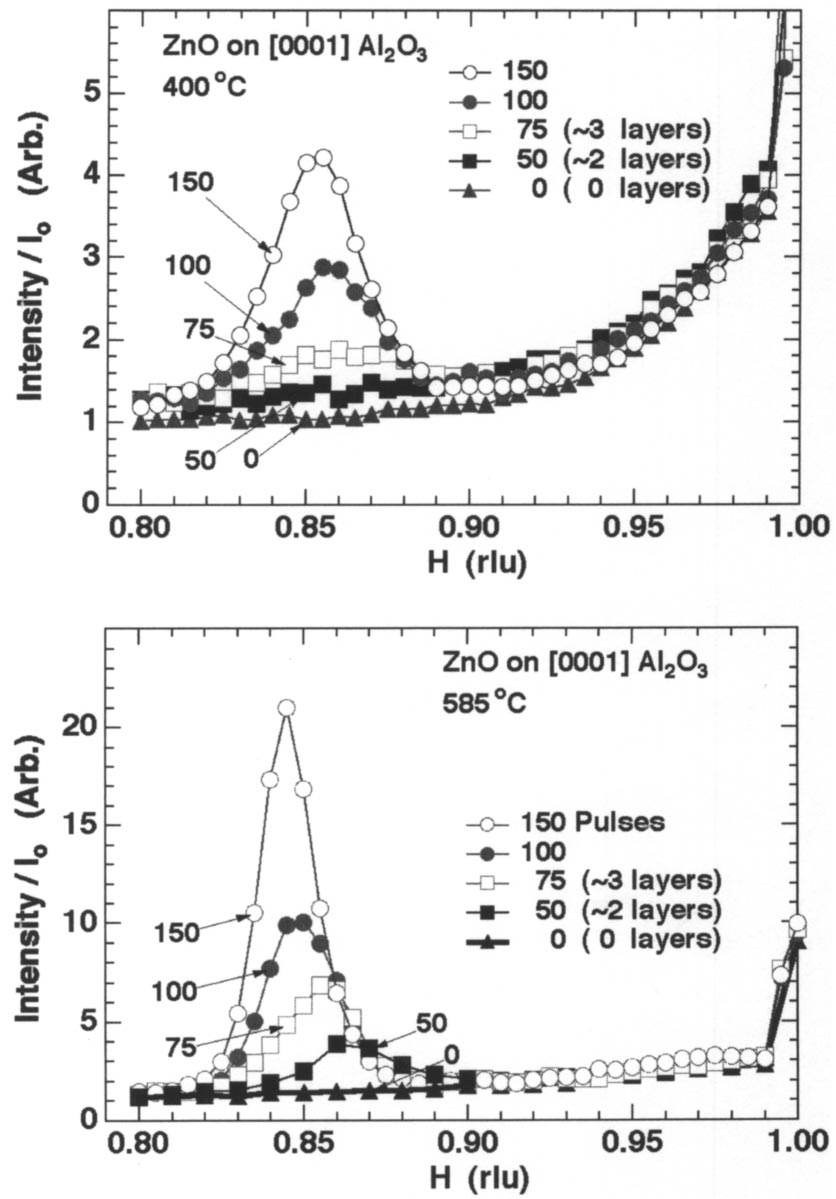 ZnO on [0001] Al₂O₃
400 °C
150
100
75 (~3 layers)
50 (~2 layers)
0 ( 0 layers)
150
100
75
50
0
5
4
3
2
1
0
Intensity / Iₒ (Arb.)
0.80
0.85
0.90
0.95
1.00
H (rlu)
ZnO on [0001] Al₂O₃
585 °C
150 Pulses
100
75 (~3 layers)
50 (~2 layers)
0 ( 0 layers)
150
100
75
50
0
20
15
10
5
0
Intensity / Iₒ (Arb.)
0.80
0.85
0.90
0.95
1.00
H (rlu)